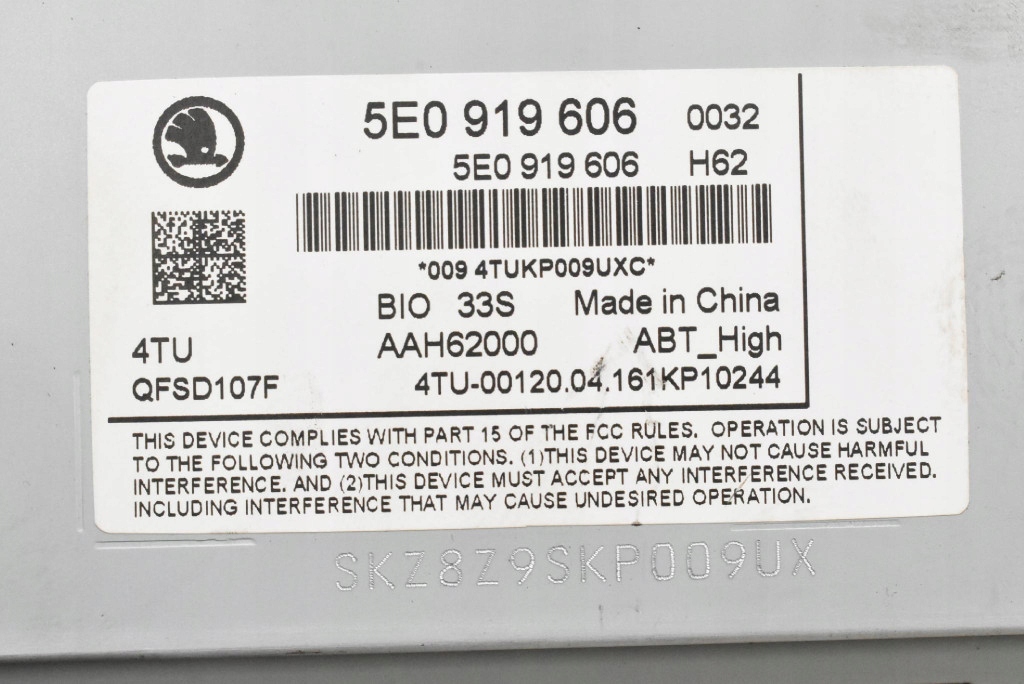 5E0 919 606 0032
5E0 919 606 H62
*009 4TUKP009UXC*
BIO 33S Made in China
4TU AAH62000 ABT_High
QFSD107F 4TU-00120.04.161KP10244
THIS DEVICE COMPLIES WITH PART 15 OF THE FCC RULES. OPERATION IS SUBJECT
TO THE FOLLOWING TWO CONDITIONS. (1)THIS DEVICE MAY NOT CAUSE HARMFUL
INTERFERENCE. AND (2)THIS DEVICE MUST ACCEPT ANY INTERFERENCE RECEIVED.
INCLUDING INTERFERENCE THAT MAY CAUSE UNDESIRED OPERATION.
SKZ8Z9SKP009UX